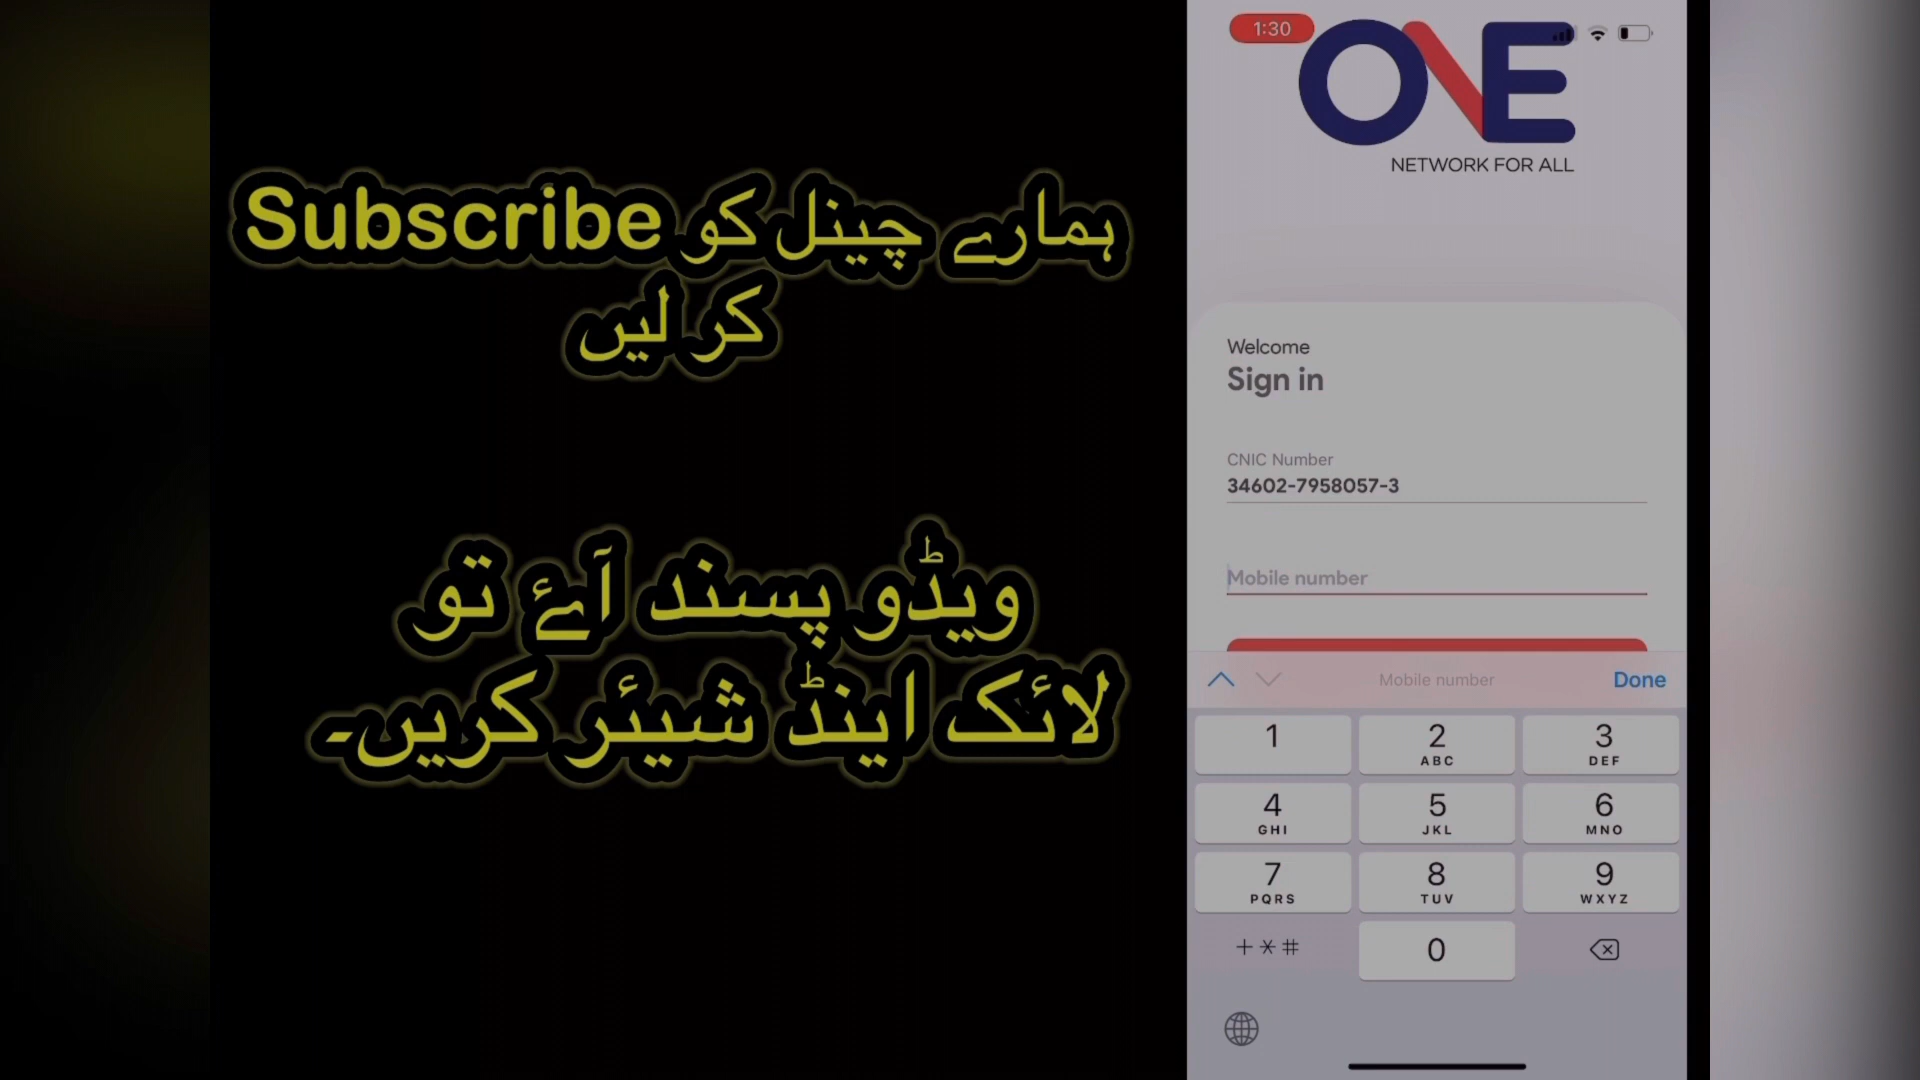 ہمارے چینل کو Subscribe
کر لیں
ویڈو پسند آۓ تو
لائک اینڈ شیئر کریں۔
1:30
ONE
NETWORK FOR ALL
Welcome
Sign in
CNIC Number
34602-7958057-3
Mobile number
Mobile number
Done
1
2
ABC
3
DEF
4
GHI
5
JKL
6
MNO
7
PQRS
8
TUV
9
WXYZ
+*#
0